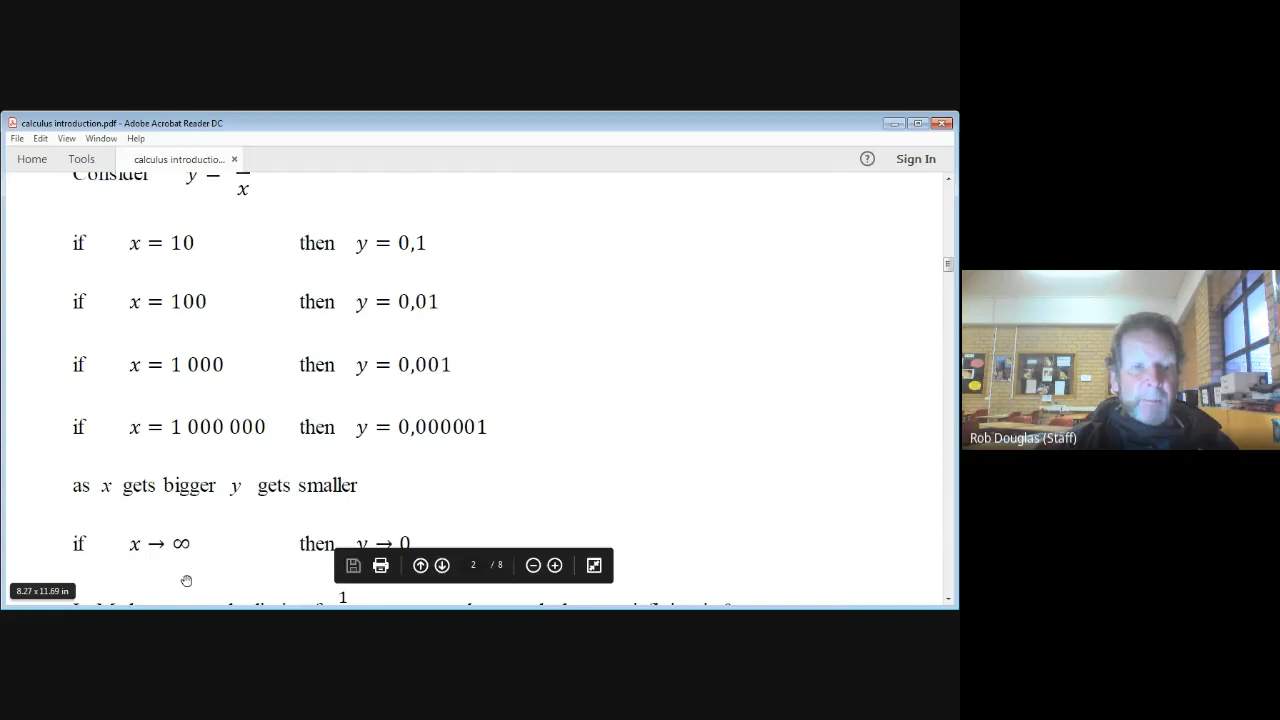 calculus introduction.pdf - Adobe Acrobat Reader DC
File Edit View Window Help
Home Tools calculus introductio... × ? Sign In
Consider y = —
x
if x = 10 then y = 0,1
if x = 100 then y = 0,01
if x = 1 000 then y = 0,001
if x = 1 000 000 then y = 0,000001
as x gets bigger y gets smaller
if x → ∞ then y → 0
2 / 8
8.27 x 11.69 in
1
Rob Douglas (Staff)